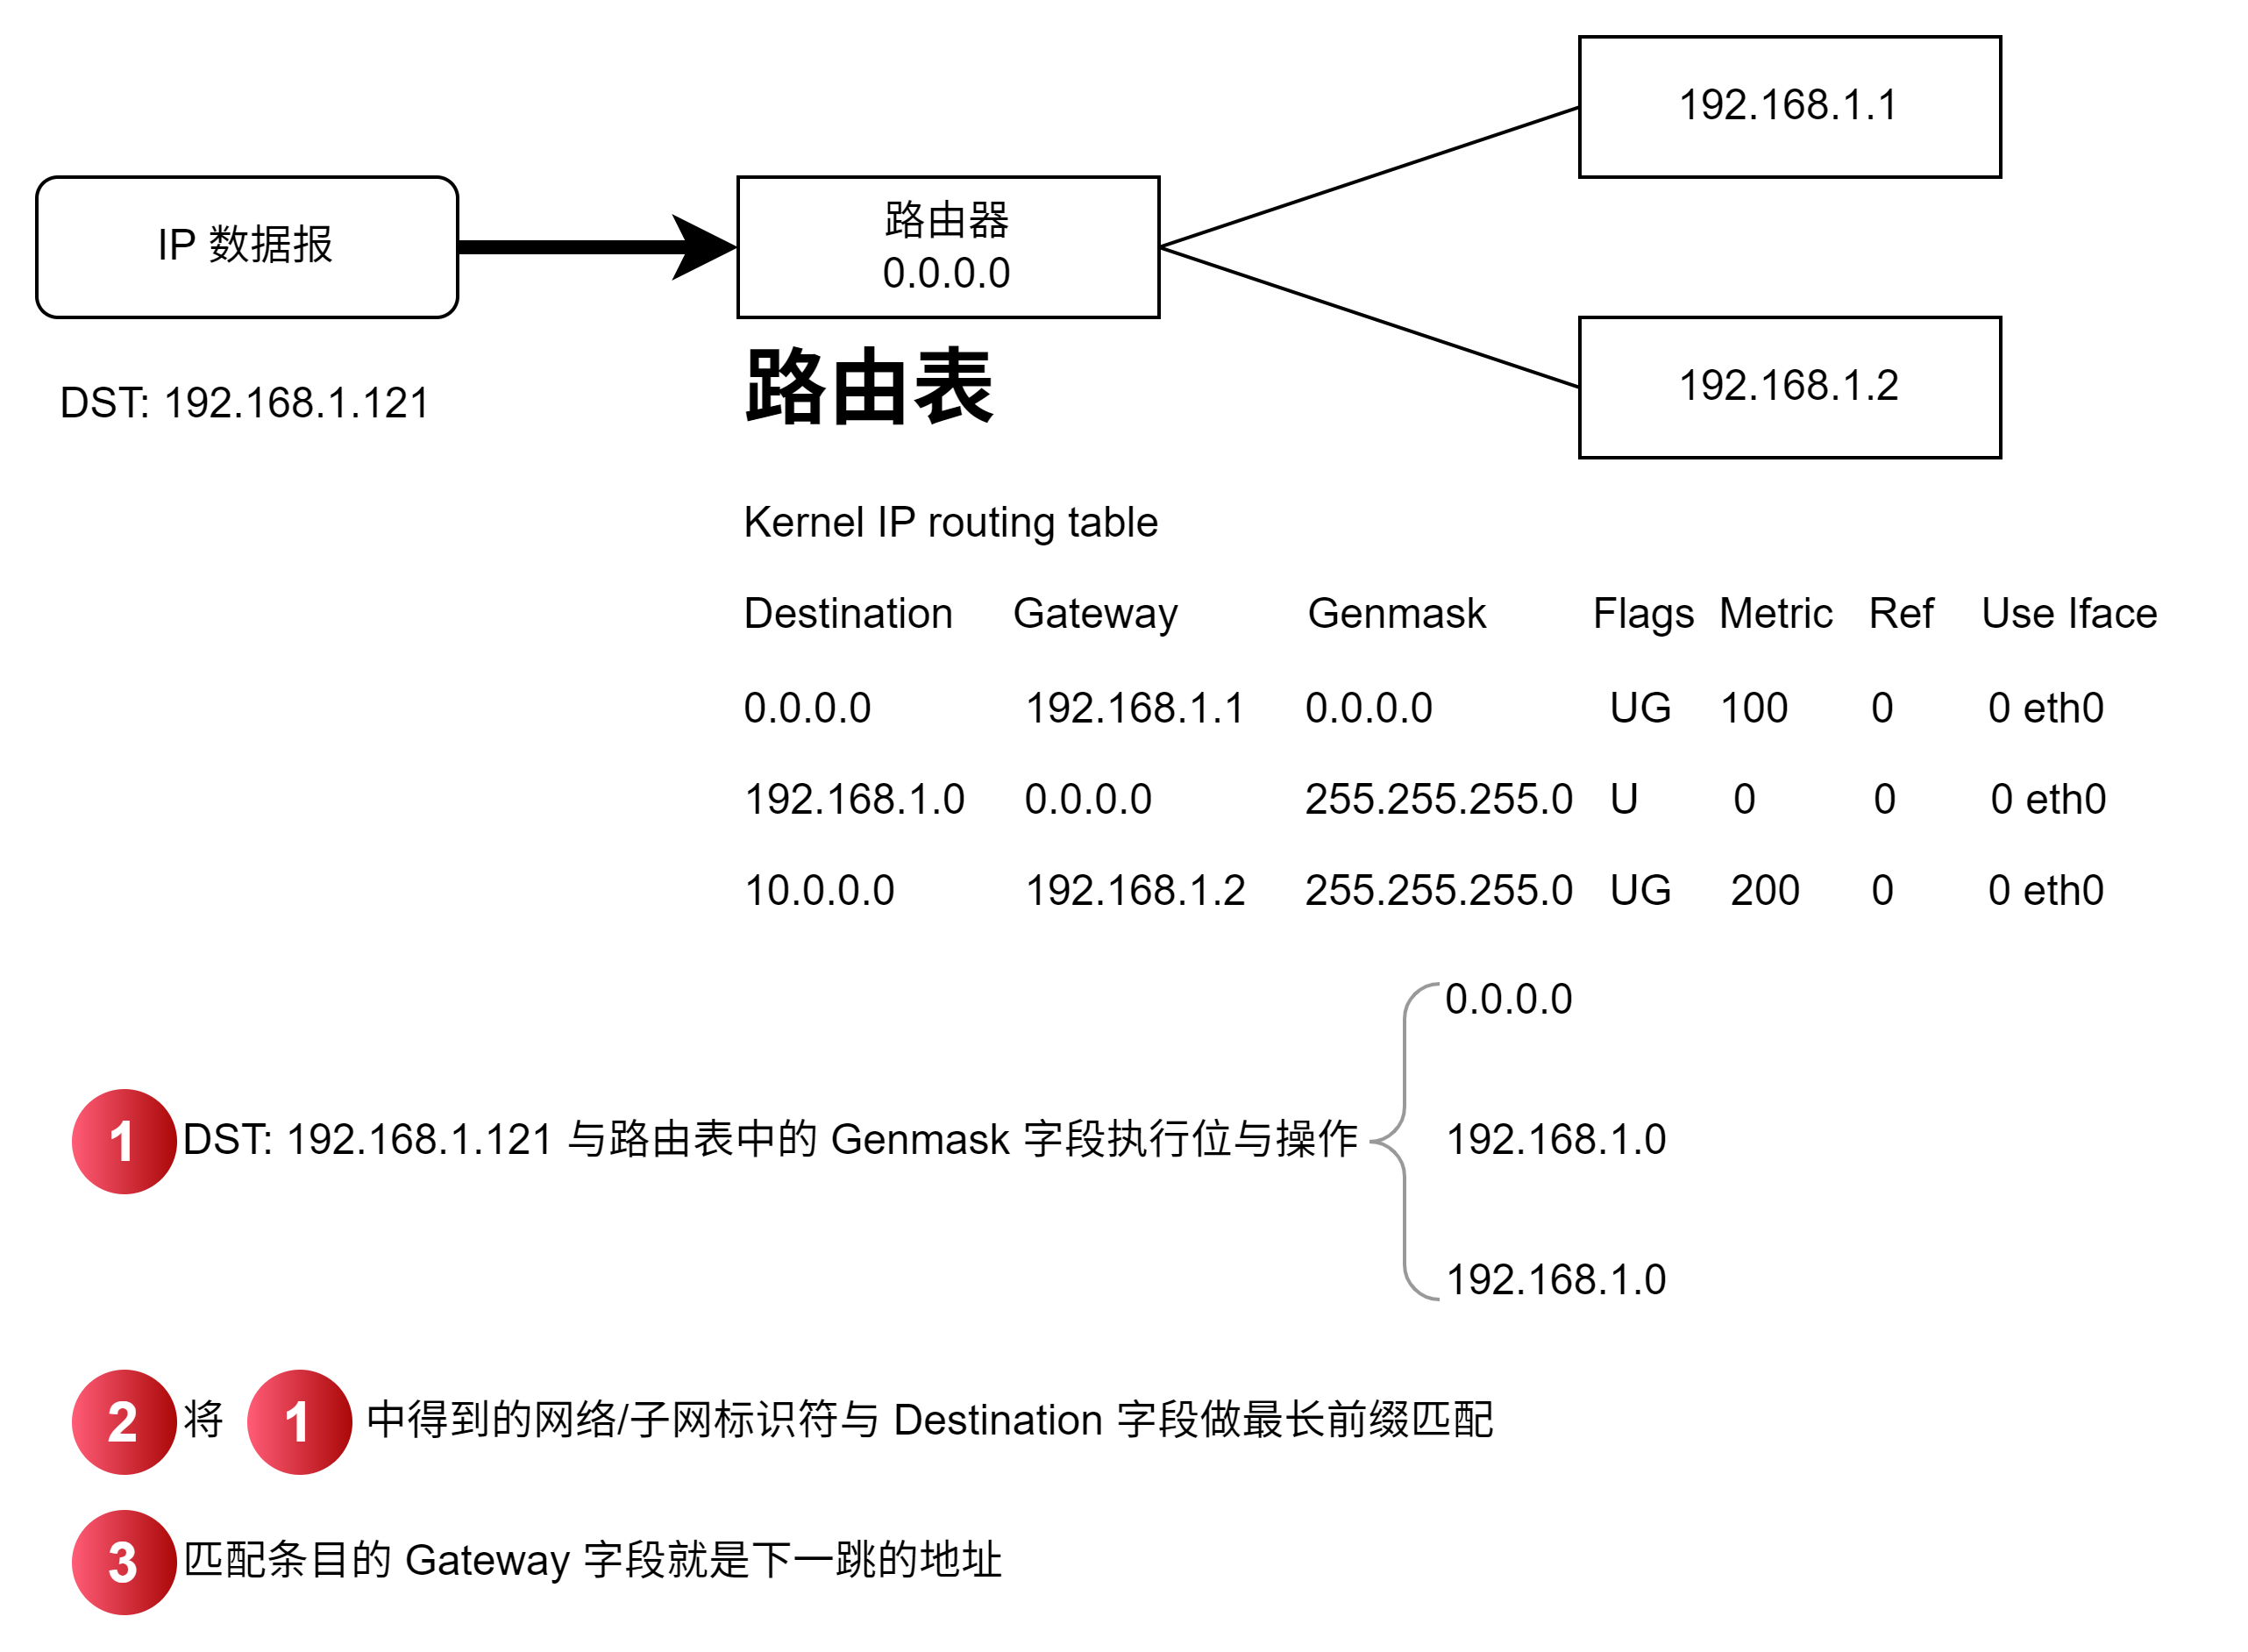 192.168.1.1
IP 数据报
路由器
0.0.0.0
192.168.1.2
DST: 192.168.1.121
路由表
Kernel IP routing table
Destination Gateway Genmask Flags Metric Ref Use Iface
0.0.0.0 192.168.1.1 0.0.0.0 UG 100 0 0 eth0
192.168.1.0 0.0.0.0 255.255.255.0 U 0 0 0 eth0
10.0.0.0 192.168.1.2 255.255.255.0 UG 200 0 0 eth0
0.0.0.0
1 DST: 192.168.1.121 与路由表中的 Genmask 字段执行位与操作 192.168.1.0
192.168.1.0
2 将 1 中得到的网络/子网标识符与 Destination 字段做最长前缀匹配
3 匹配条目的 Gateway 字段就是下一跳的地址